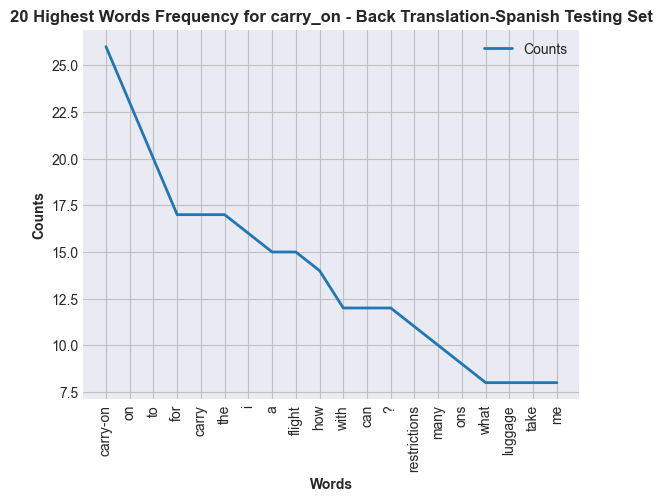 20 Highest Words Frequency for carry_on - Back Translation-Spanish Testing Set
Counts
25.0
22.5
20.0
17.5
15.0
12.5
10.0
7.5
Counts
carry-on
on
to
for
carry
the
i
a
flight
how
with
can
?
restrictions
many
ons
what
luggage
take
me
Words